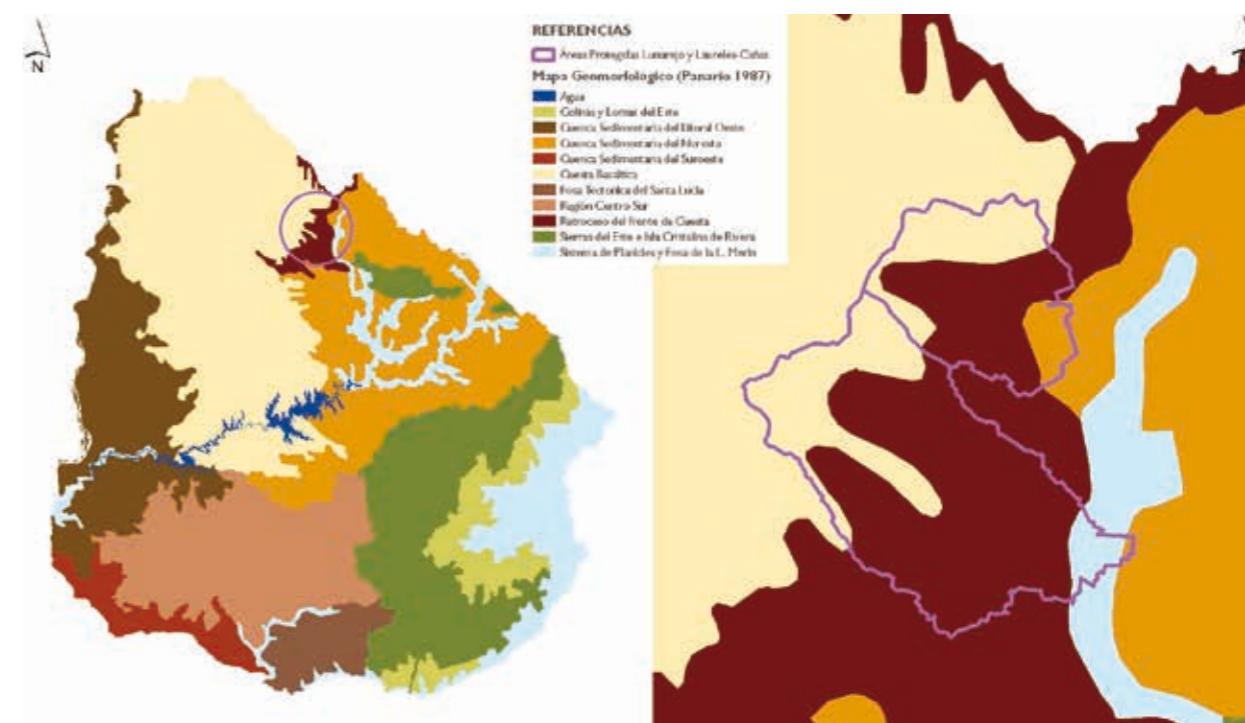 N
REFERENCIAS
Áreas Protegidas Lunarejo y Laureles-Cañas
Mapa Geomorfológico (Panario 1987)
Agua
Colinas y Lomas del Este
Cuenca Sedimentaria del Litoral Oeste
Cuenca Sedimentaria del Noreste
Cuenca Sedimentaria del Suroeste
Cuesta Basáltica
Fosa Tectonica del Santa Lucía
Región Centro Sur
Retroceso del Frente de Cuesta
Sierras del Este e Isla Cristalina de Rivera
Sistema de Planicies y Fosa de la L. Merín